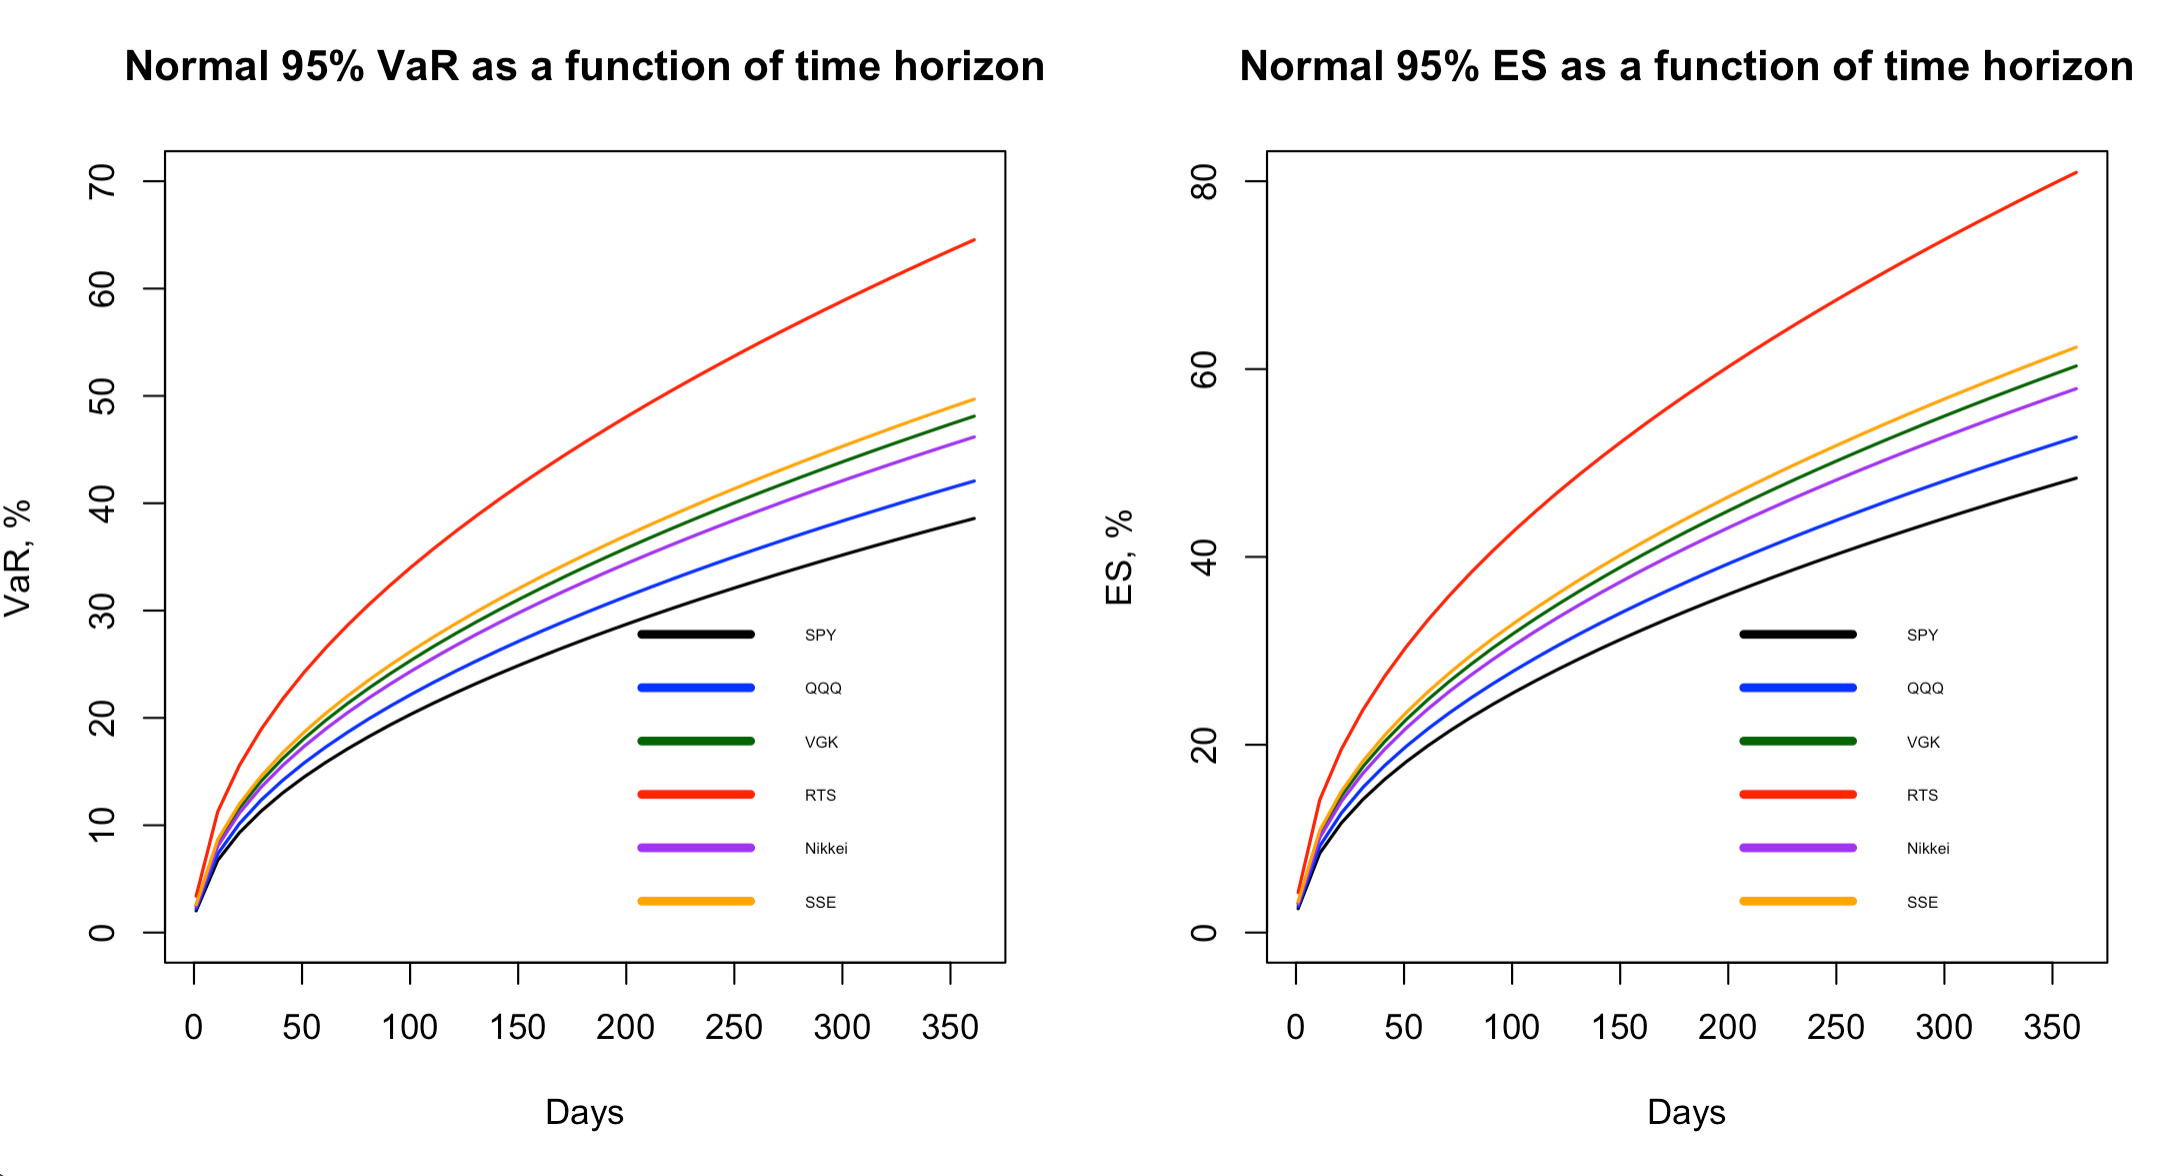 Normal 95% VaR as a function of time horizon
VaR, %
70
60
50
40
30
20
10
0
SPY
QQQ
VGK
RTS
Nikkei
SSE
0 50 100 150 200 250 300 350
Days
Normal 95% ES as a function of time horizon
ES, %
80
60
40
20
0
SPY
QQQ
VGK
RTS
Nikkei
SSE
0 50 100 150 200 250 300 350
Days